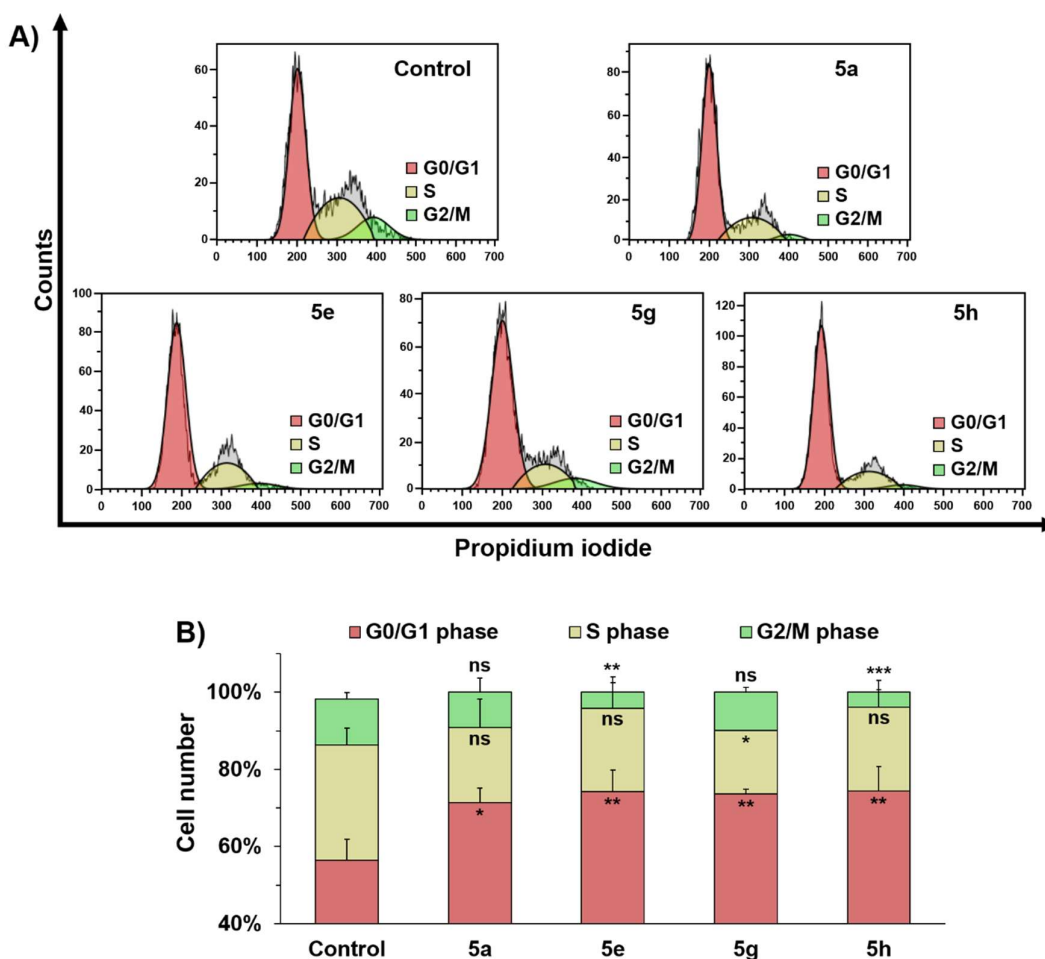 A)
Counts
Control
60
40
20
0
G0/G1
S
G2/M
0 100 200 300 400 500 600 700
5a
80
60
40
20
0
G0/G1
S
G2/M
0 100 200 300 400 500 600 700
5e
100
80
60
40
20
0
G0/G1
S
G2/M
0 100 200 300 400 500 600 700
5g
80
60
40
20
0
G0/G1
S
G2/M
0 100 200 300 400 500 600 700
5h
120
100
80
60
40
20
0
G0/G1
S
G2/M
0 100 200 300 400 500 600 700
Propidium iodide
B)
G0/G1 phase S phase G2/M phase
Cell number
100%
80%
60%
40%
ns ** ns ***
ns ns * ns
* ** ** **
Control 5a 5e 5g 5h